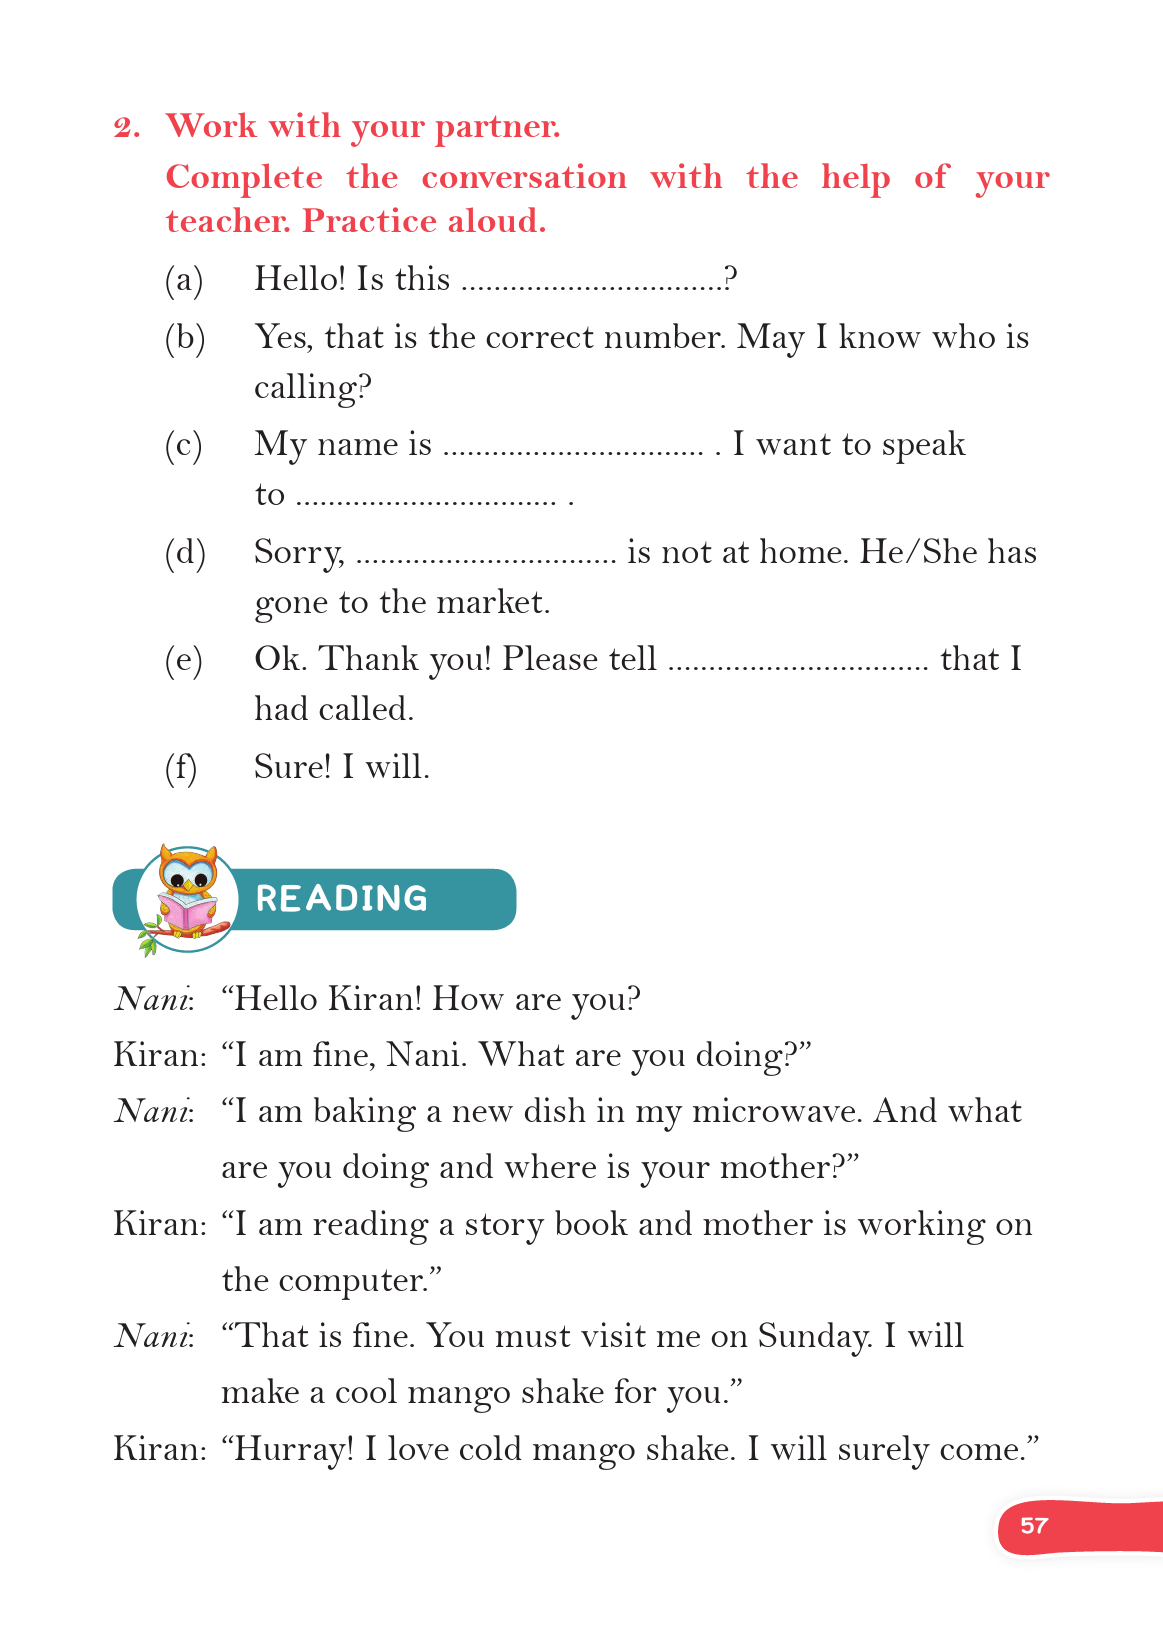 2. Work with your partner.
Complete the conversation with the help of your
teacher. Practice aloud.
(a) Hello! Is this ................................?
(b) Yes, that is the correct number. May I know who is
calling?
(c) My name is ................................ . I want to speak
to ................................ .
(d) Sorry, ................................ is not at home. He/She has
gone to the market.
(e) Ok. Thank you! Please tell ................................ that I
had called.
(f) Sure! I will.
READING
Nani: “Hello Kiran! How are you?
Kiran: “I am fine, Nani. What are you doing?”
Nani: “I am baking a new dish in my microwave. And what
are you doing and where is your mother?”
Kiran: “I am reading a story book and mother is working on
the computer.”
Nani: “That is fine. You must visit me on Sunday. I will
make a cool mango shake for you.”
Kiran: “Hurray! I love cold mango shake. I will surely come.”
57